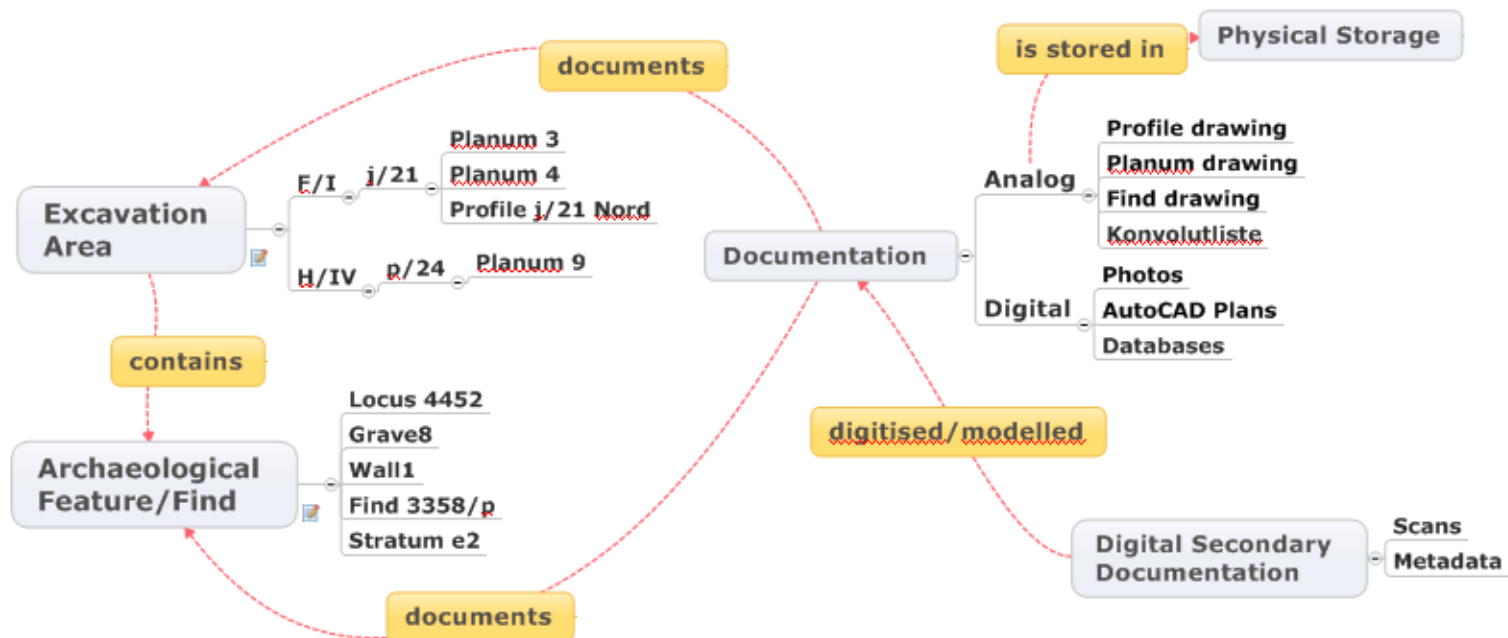 documents
is stored in
Physical Storage
Excavation
Area
F/I
j/21
Planum 3
Planum 4
Profile j/21 Nord
H/IV
p/24
Planum 9
contains
Archaeological
Feature/Find
Locus 4452
Grave8
Wall1
Find 3358/p
Stratum e2
documents
Documentation
Analog
Profile drawing
Planum drawing
Find drawing
Konvolutliste
Digital
Photos
AutoCAD Plans
Databases
digitised/modelled
Digital Secondary
Documentation
Scans
Metadata